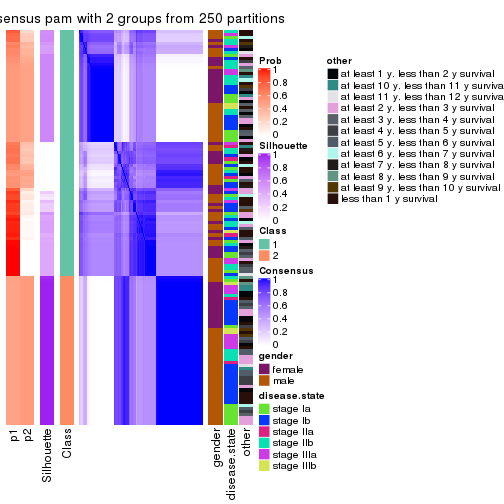 sensus pam with 2 groups from 250 partitions
Prob
1
0.8
0.6
0.4
0.2
0
Silhouette
1
0.8
0.6
0.4
0.2
0
Class
1
2
Consensus
1
0.8
0.6
0.4
0.2
0
gender
female
male
disease.state
stage Ia
stage Ib
stage IIa
stage IIb
stage IIIa
stage IIIb
other
at least 1 y. less than 2 y survival
at least 10 y. less than 11 y surviva
at least 11 y. less than 12 y surviva
at least 2 y. less than 3 y survival
at least 3 y. less than 4 y survival
at least 4 y. less than 5 y survival
at least 5 y. less than 6 y survival
at least 6 y. less than 7 y survival
at least 7 y. less than 8 y survival
at least 8 y. less than 9 y survival
at least 9 y. less than 10 y survival
less than 1 y survival
p1
p2
Silhouette
Class
gender
disease.state
other